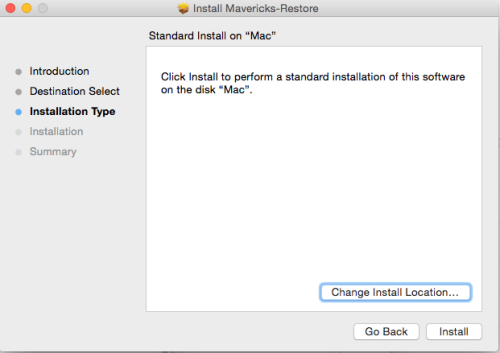 Install Mavericks-Restore
Standard Install on “Mac”
Introduction
Destination Select
Installation Type
Installation
Summary
Click Install to perform a standard installation of this software
on the disk “Mac”.
Change Install Location...
Go Back
Install